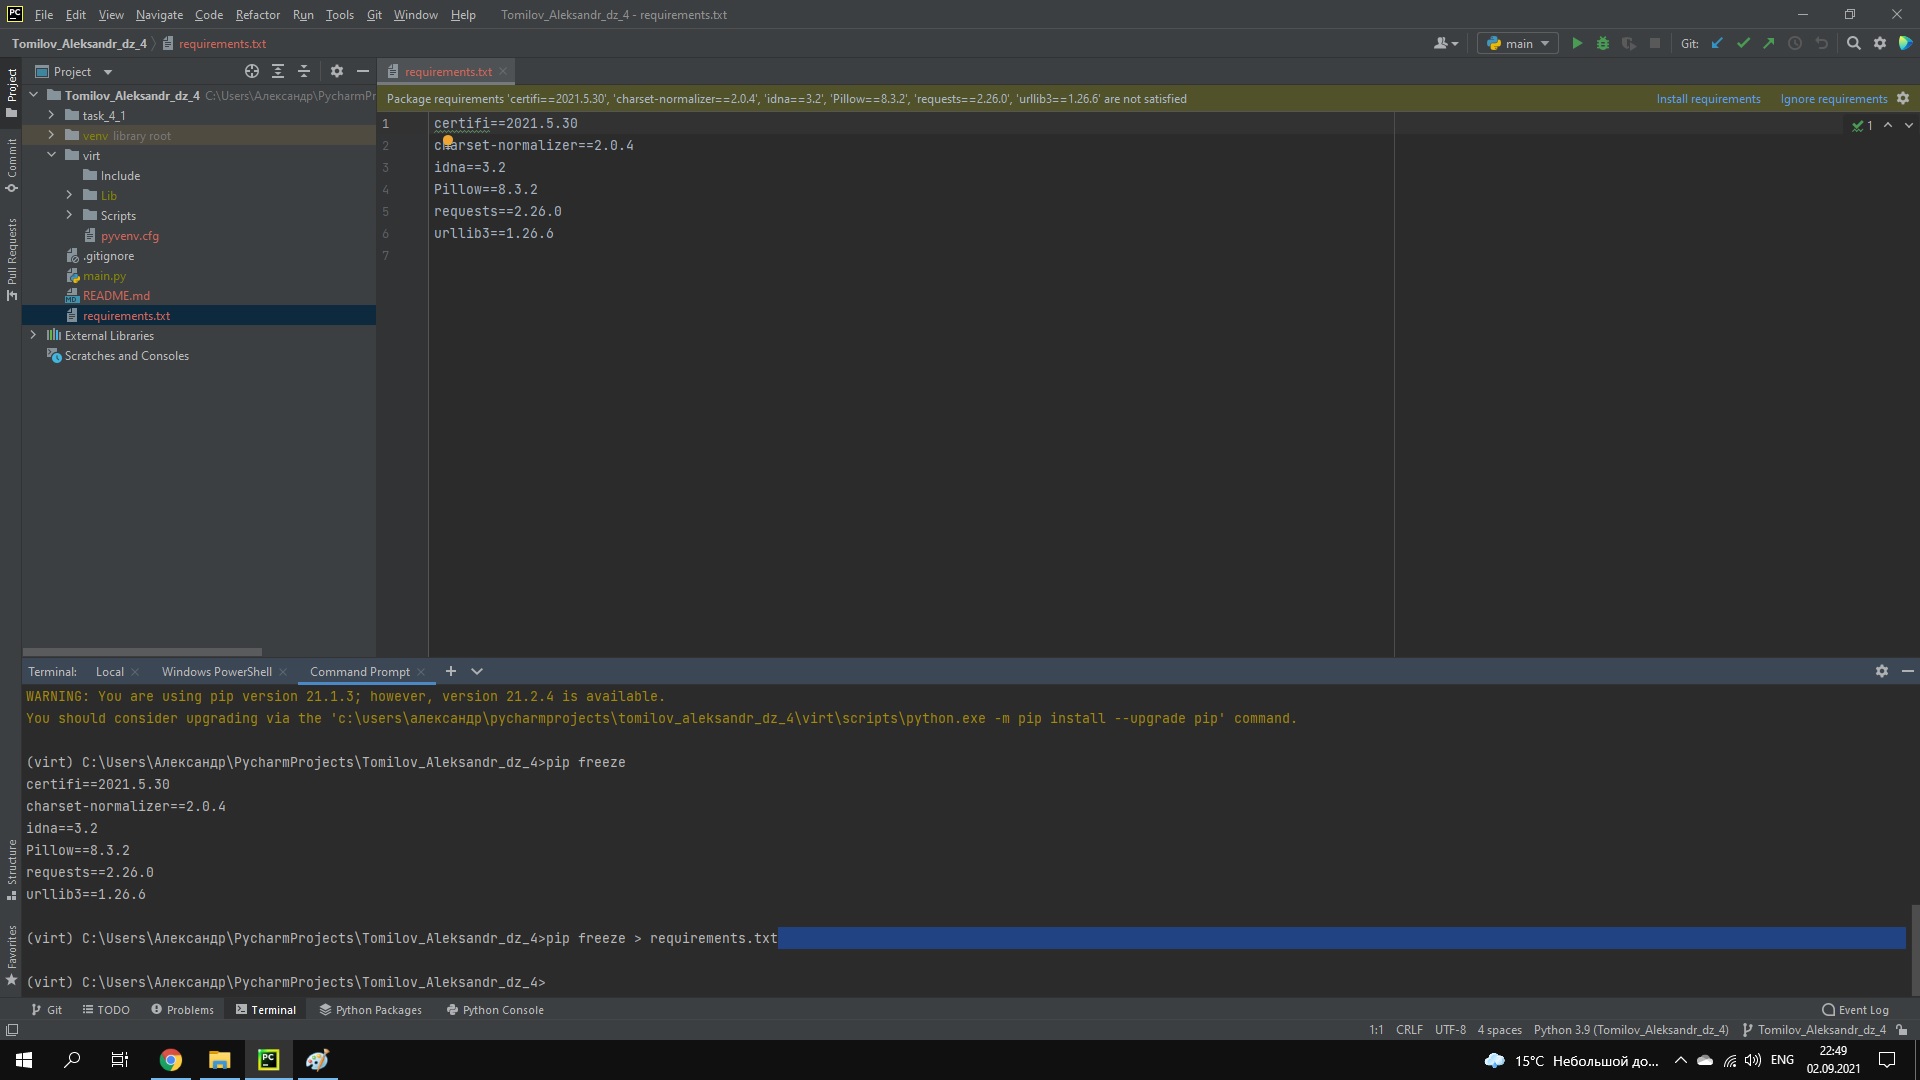 PC File Edit View Navigate Code Refactor Run Tools Git Window Help Tomilov_Aleksandr_dz_4 - requirements.txt
Tomilov_Aleksandr_dz_4 requirements.txt main Git:
Project
requirements.txt
Tomilov_Aleksandr_dz_4 C:\Users\Александр\PycharmPr
task_4_1
venv library root
virt
Include
Lib
Scripts
pyvenv.cfg
.gitignore
main.py
README.md
requirements.txt
External Libraries
Scratches and Consoles
Project
Commit
Pull Requests
Structure
Favorites
Package requirements 'certifi==2021.5.30', 'charset-normalizer==2.0.4', 'idna==3.2', 'Pillow==8.3.2', 'requests==2.26.0', 'urllib3==1.26.6' are not satisfied Install requirements Ignore requirements
1 certifi==2021.5.30 1
2 charset-normalizer==2.0.4
3 idna==3.2
4 Pillow==8.3.2
5 requests==2.26.0
6 urllib3==1.26.6
7
Terminal: Local Windows PowerShell Command Prompt
WARNING: You are using pip version 21.1.3; however, version 21.2.4 is available.
You should consider upgrading via the 'c:\users\александр\pycharmprojects\tomilov_aleksandr_dz_4\virt\scripts\python.exe -m pip install --upgrade pip' command.
(virt) C:\Users\Александр\PycharmProjects\Tomilov_Aleksandr_dz_4>pip freeze
certifi==2021.5.30
charset-normalizer==2.0.4
idna==3.2
Pillow==8.3.2
requests==2.26.0
urllib3==1.26.6
(virt) C:\Users\Александр\PycharmProjects\Tomilov_Aleksandr_dz_4>pip freeze > requirements.txt
(virt) C:\Users\Александр\PycharmProjects\Tomilov_Aleksandr_dz_4>
Git TODO Problems Terminal Python Packages Python Console Event Log
1:1 CRLF UTF-8 4 spaces Python 3.9 (Tomilov_Aleksandr_dz_4) Tomilov_Aleksandr_dz_4
PC 15°C Небольшой до... ENG 22:49
02.09.2021